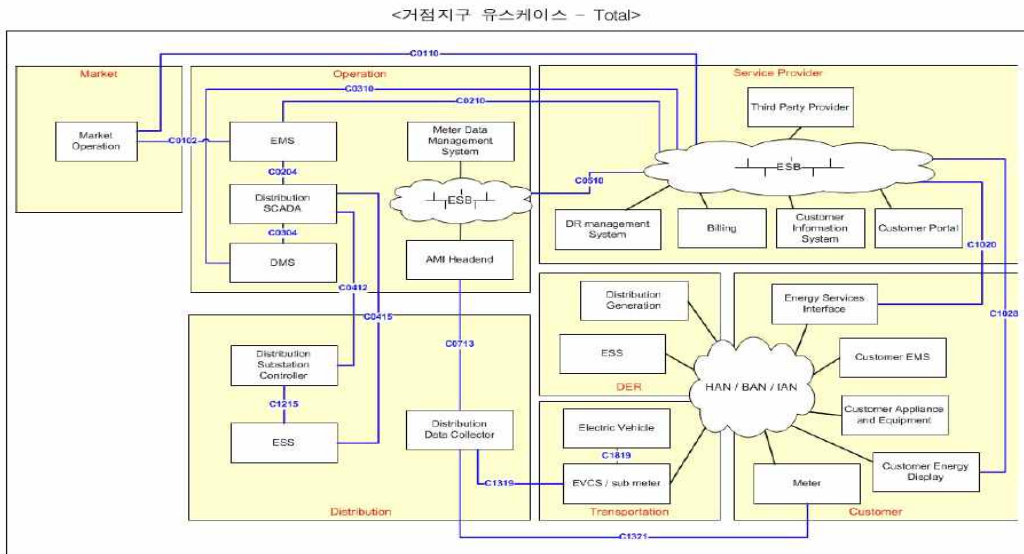 <거점지구 유스케이스 - Total>
C0110
Market
Operation
Service Provider
C0310
C0210
Third Party Provider
Market
Operation
C0102
EMS
Meter Data
Management
System
ESB
C0204
C0510
Distribution
SCADA
ESB
DR management
System
Billing
Customer
Information
System
Customer Portal
C0304
C1020
DMS
AMI Headend
C0412
C0415
Distribution
Generation
Energy Services
Interface
C1028
C0713
ESS
Customer EMS
Distribution
Substation
Controller
DER
HAN / BAN / IAN
C1215
Customer Appliance
and Equipment
ESS
Distribution
Data Collector
Electric Vehicle
C1819
Customer Energy
Display
C1319
EVCS / sub meter
Meter
Distribution
Transportation
Customer
C1321